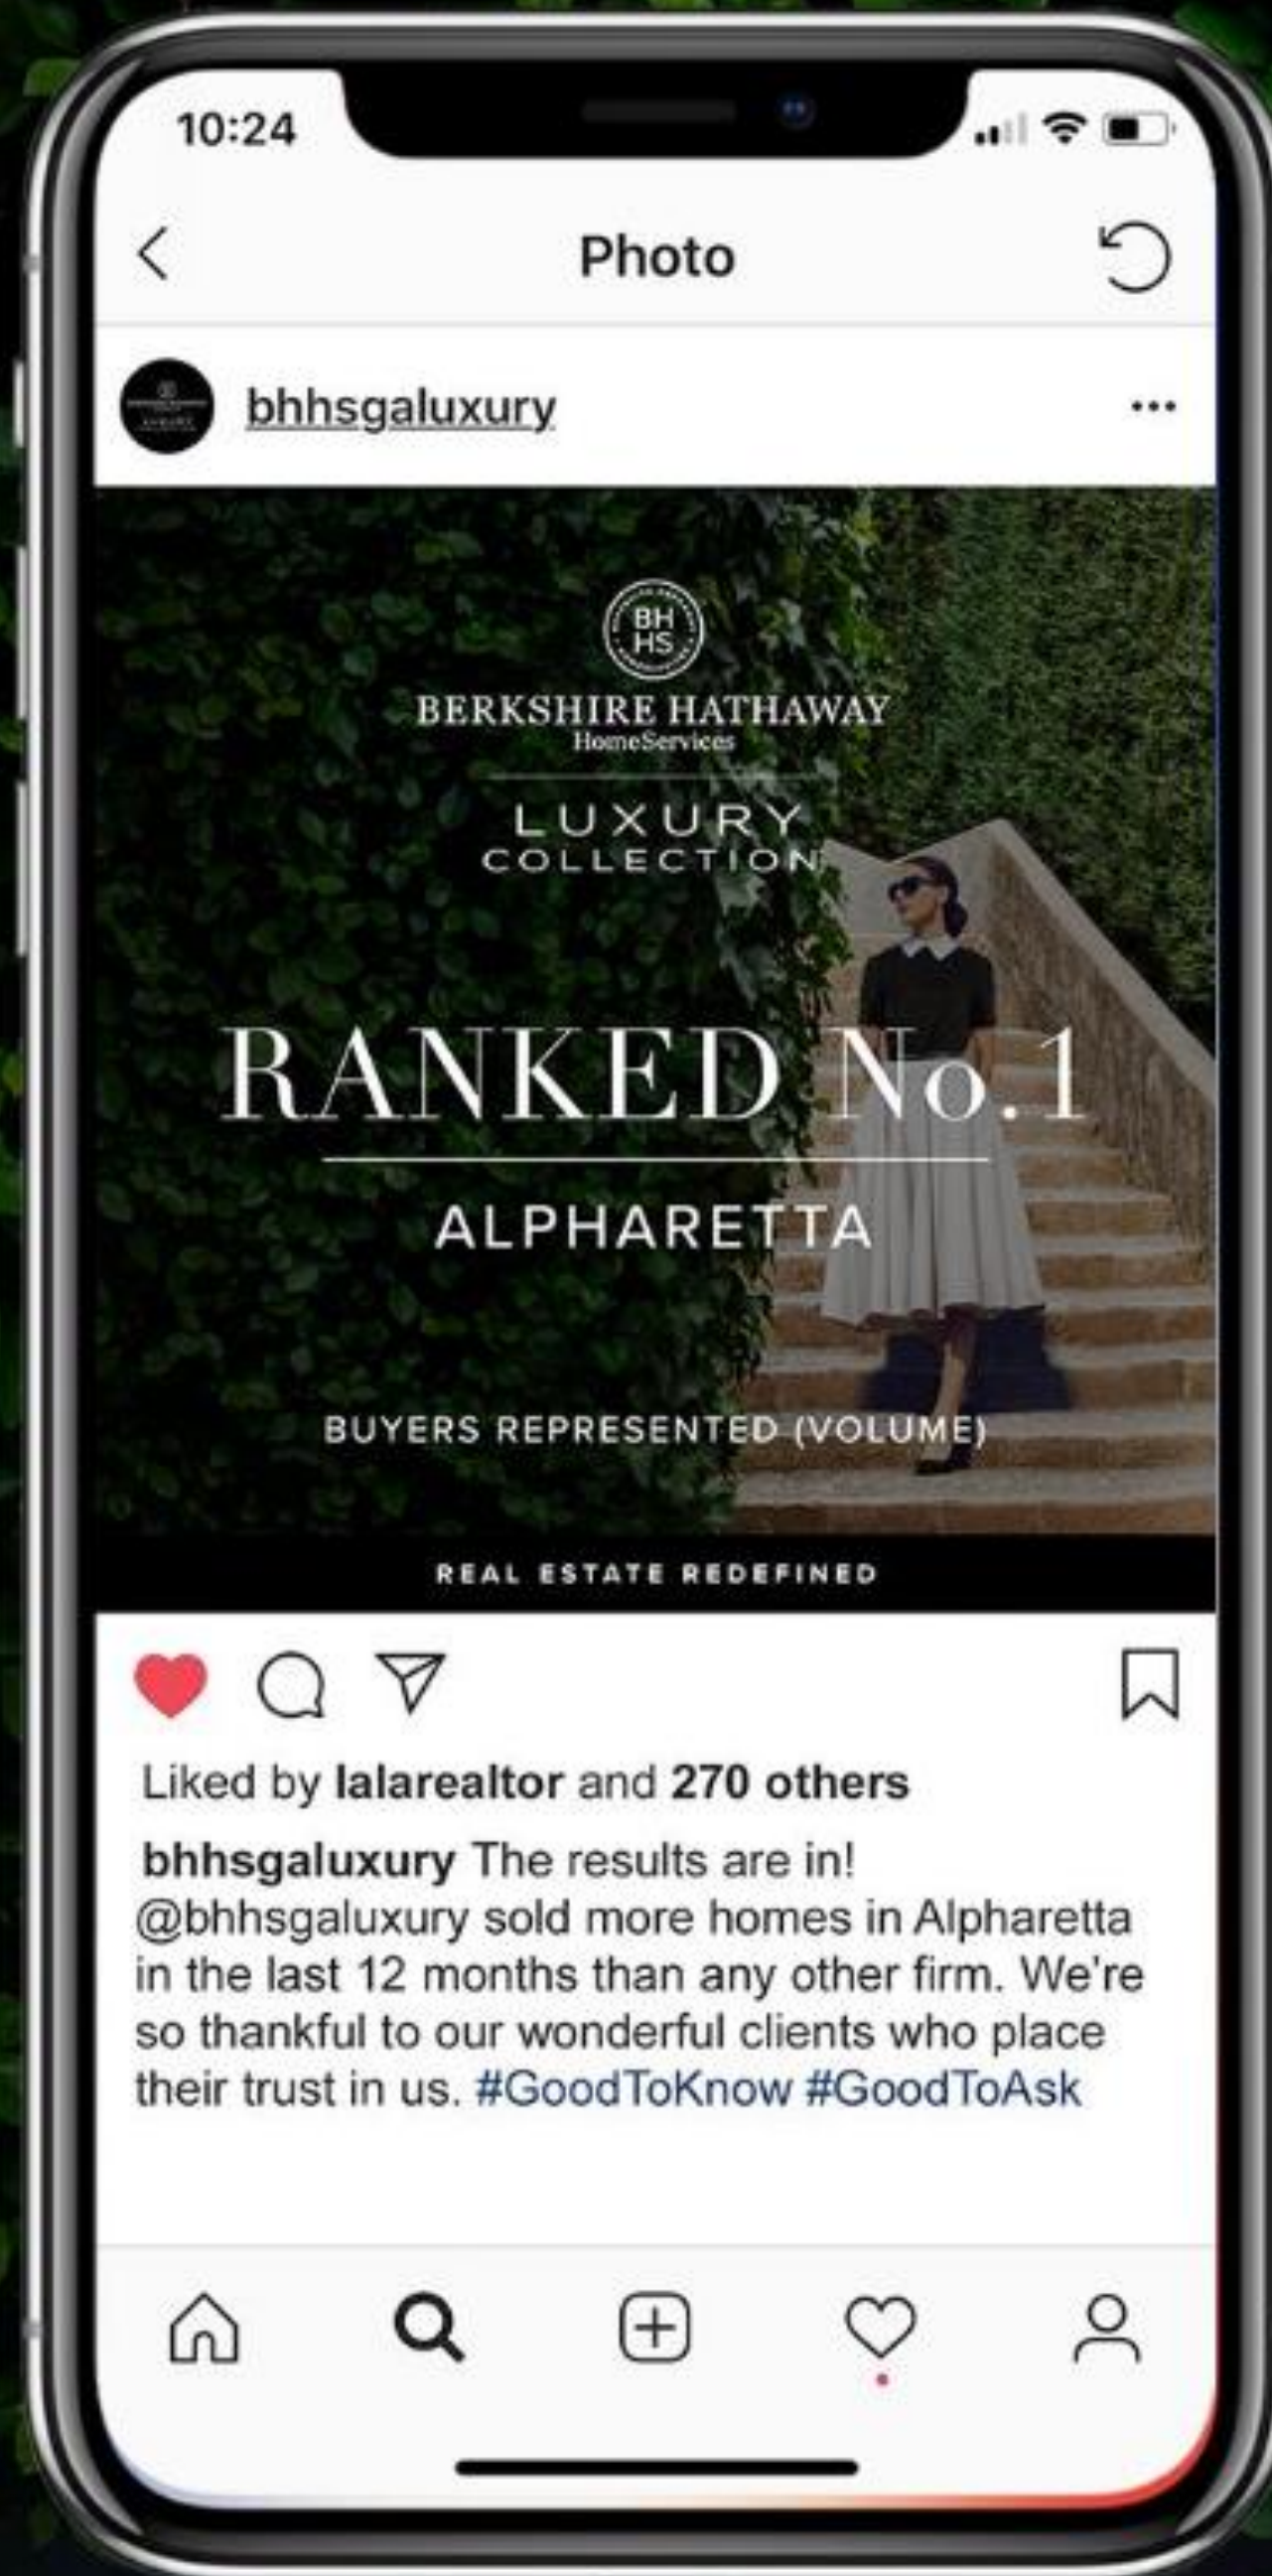 10:24
Photo
bhhsgaluxury
BH
HS
BERKSHIRE HATHAWAY
HomeServices
LUXURY
COLLECTION
RANKED No.1
ALPHARETTA
BUYERS REPRESENTED (VOLUME)
REAL ESTATE REDEFINED
Liked by lalarealtor and 270 others
bhhsgaluxury The results are in!
@bhhsgaluxury sold more homes in Alpharetta
in the last 12 months than any other firm. We're
so thankful to our wonderful clients who place
their trust in us. #GoodToKnow #GoodToAsk